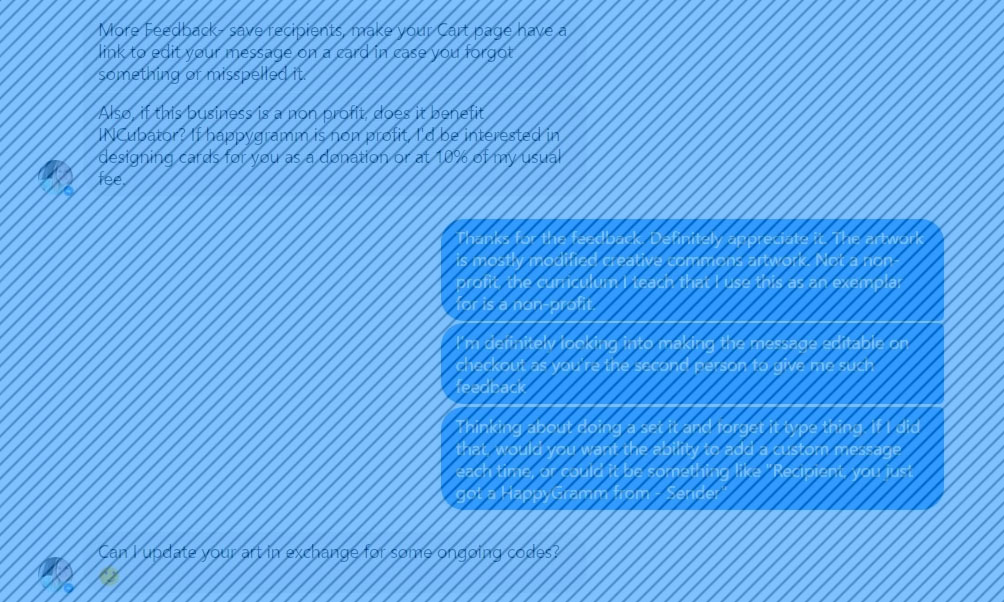 More Feedback- save recipients, make your Cart page have a
link to edit your message on a card in case you forgot
something or misspelled it.
Also, if this business is a non profit, does it benefit
INCubator? If happygramm is non profit, I'd be interested in
designing cards for you as a donation or at 10% of my usual
fee.
Thanks for the feedback. Definitely appreciate it. The artwork
is mostly modified creative commons artwork. Not a non-
profit, the curriculum I teach that I use this as an exemplar
for is a non-profit.
I'm definitely looking into making the message editable on
checkout as you're the second person to give me such
feedback
Thinking about doing a set it and forget it type thing. If I did
that, would you want the ability to add a custom message
each time, or could it be something like "Recipient, you just
got a HappyGramm from - Sender"
Can I update your art in exchange for some ongoing codes?